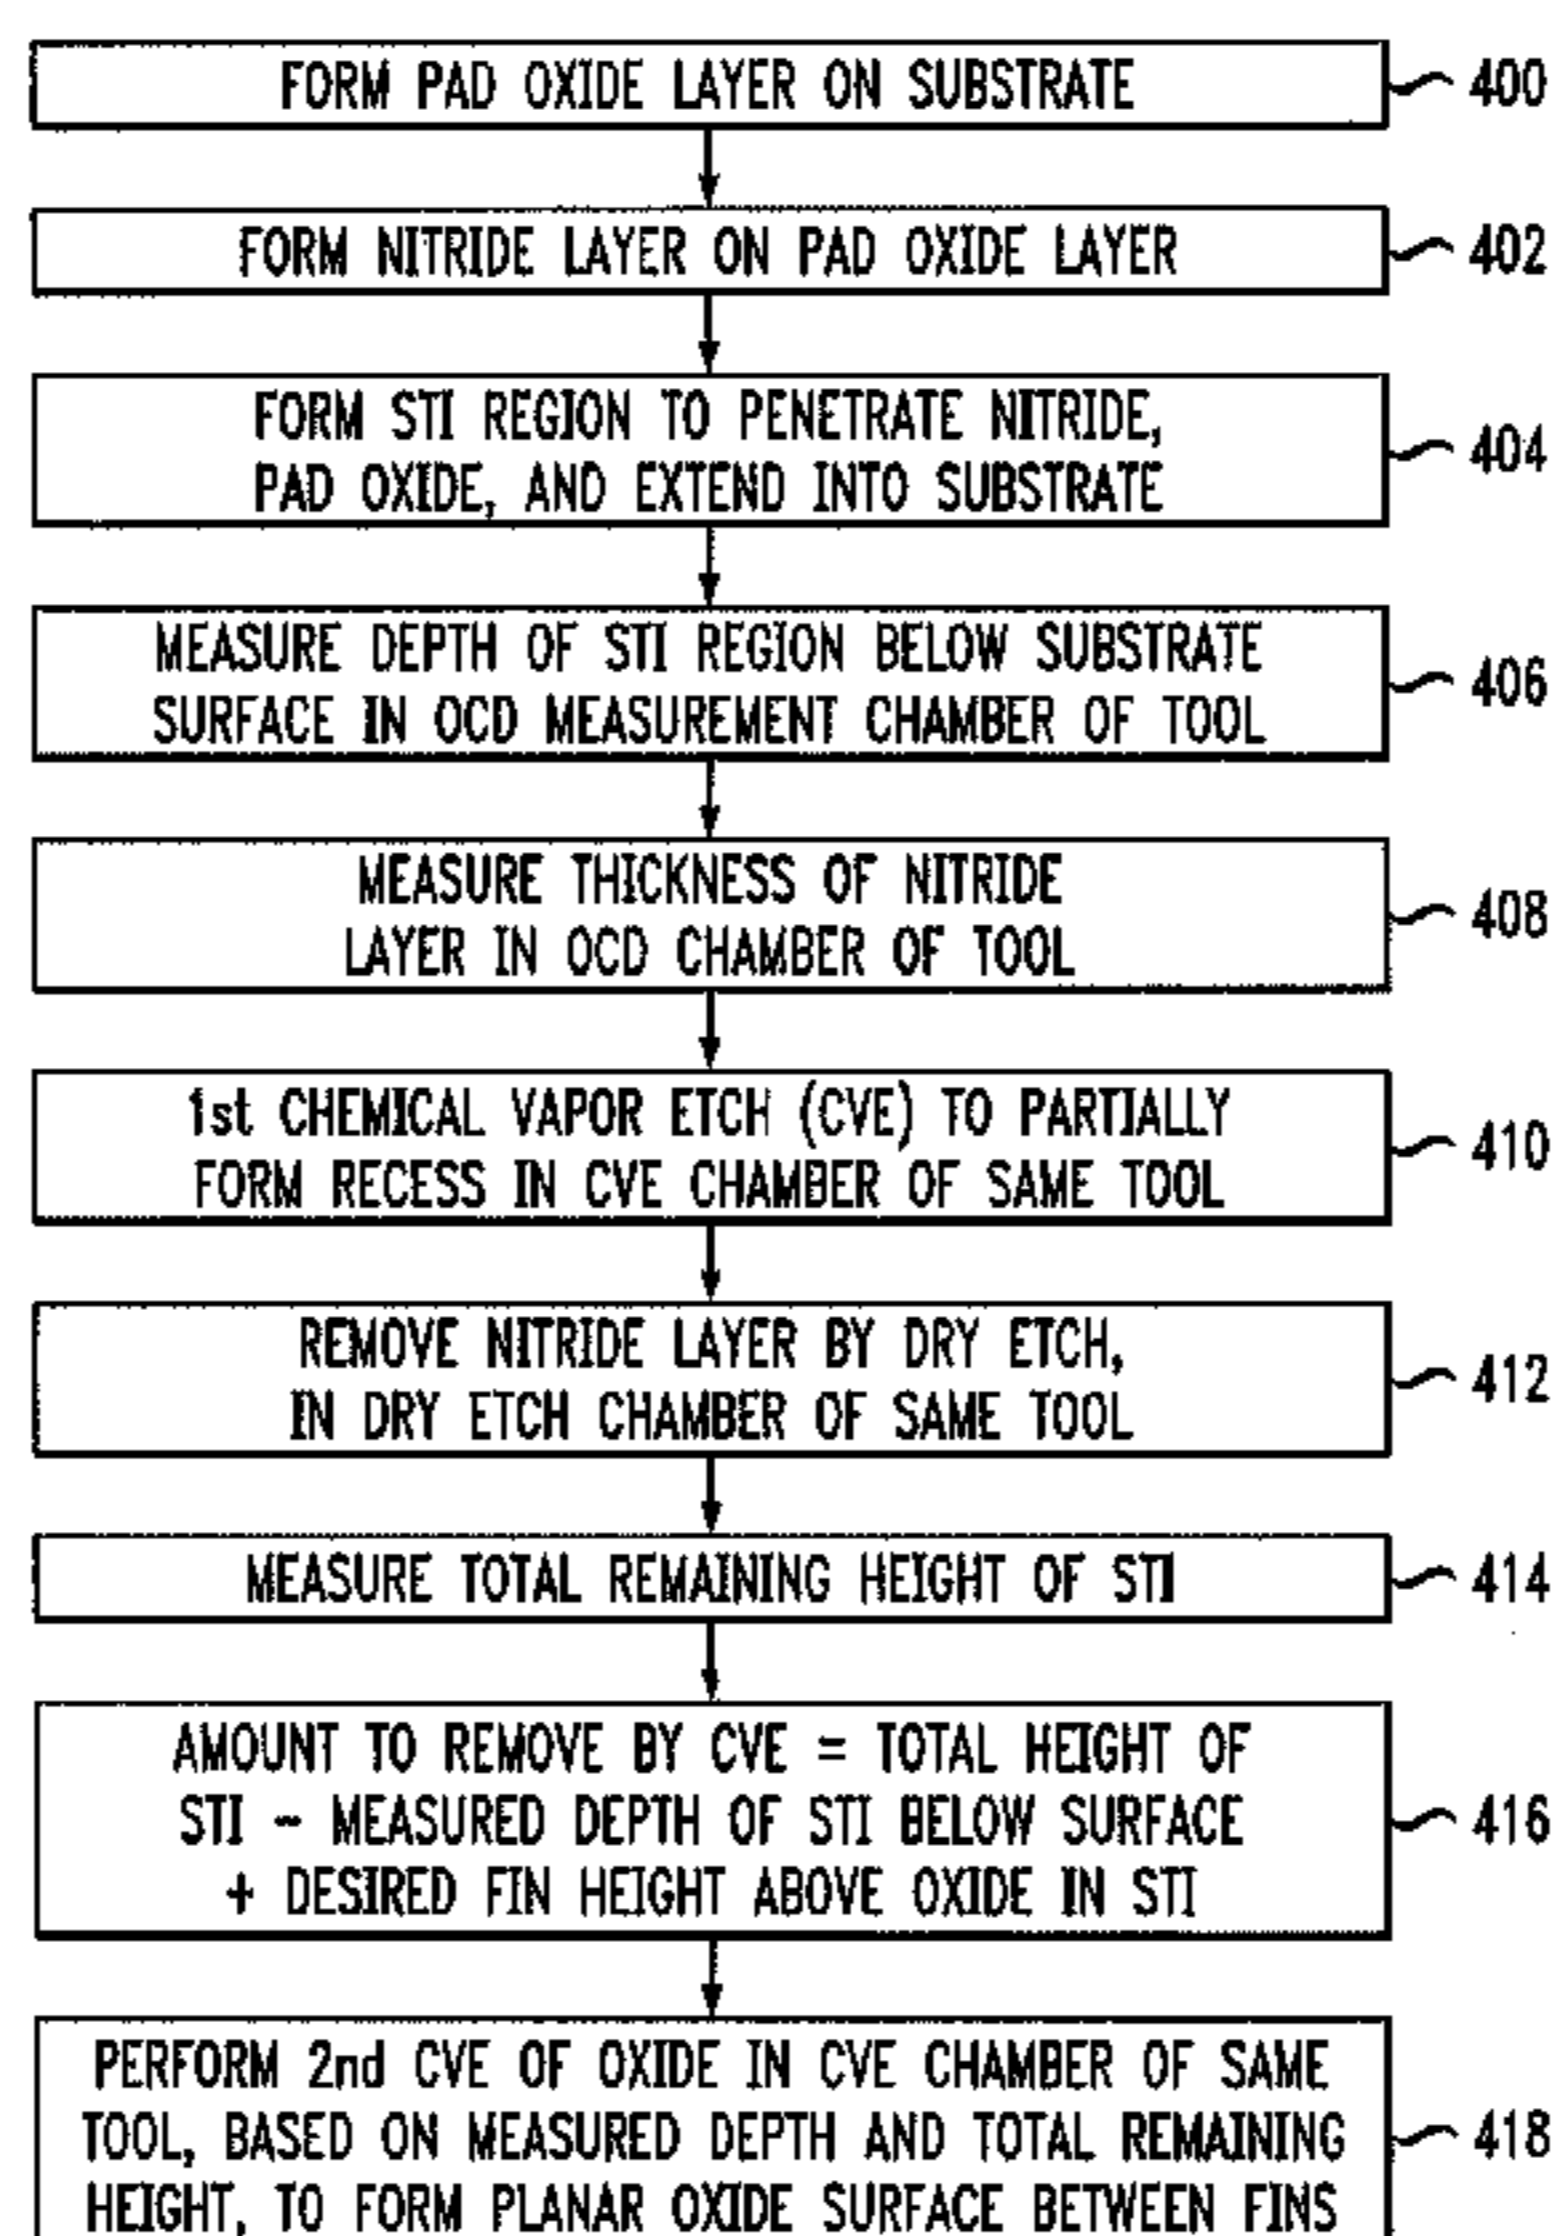 FORM PAD OXIDE LAYER ON SUBSTRATE
400
FORM NITRIDE LAYER ON PAD OXIDE LAYER
402
FORM STI REGION TO PENETRATE NITRIDE,
PAD OXIDE, AND EXTEND INTO SUBSTRATE
404
MEASURE DEPTH OF STI REGION BELOW SUBSTRATE
SURFACE IN OCD MEASUREMENT CHAMBER OF TOOL
406
MEASURE THICKNESS OF NITRIDE
LAYER IN OCD CHAMBER OF TOOL
408
1st CHEMICAL VAPOR ETCH (CVE) TO PARTIALLY
FORM RECESS IN CVE CHAMBER OF SAME TOOL
410
REMOVE NITRIDE LAYER BY DRY ETCH,
IN DRY ETCH CHAMBER OF SAME TOOL
412
MEASURE TOTAL REMAINING HEIGHT OF STI
414
AMOUNT TO REMOVE BY CVE = TOTAL HEIGHT OF
STI - MEASURED DEPTH OF STI BELOW SURFACE
+ DESIRED FIN HEIGHT ABOVE OXIDE IN STI
416
PERFORM 2nd CVE OF OXIDE IN CVE CHAMBER OF SAME
TOOL, BASED ON MEASURED DEPTH AND TOTAL REMAINING
HEIGHT, TO FORM PLANAR OXIDE SURFACE BETWEEN FINS
418